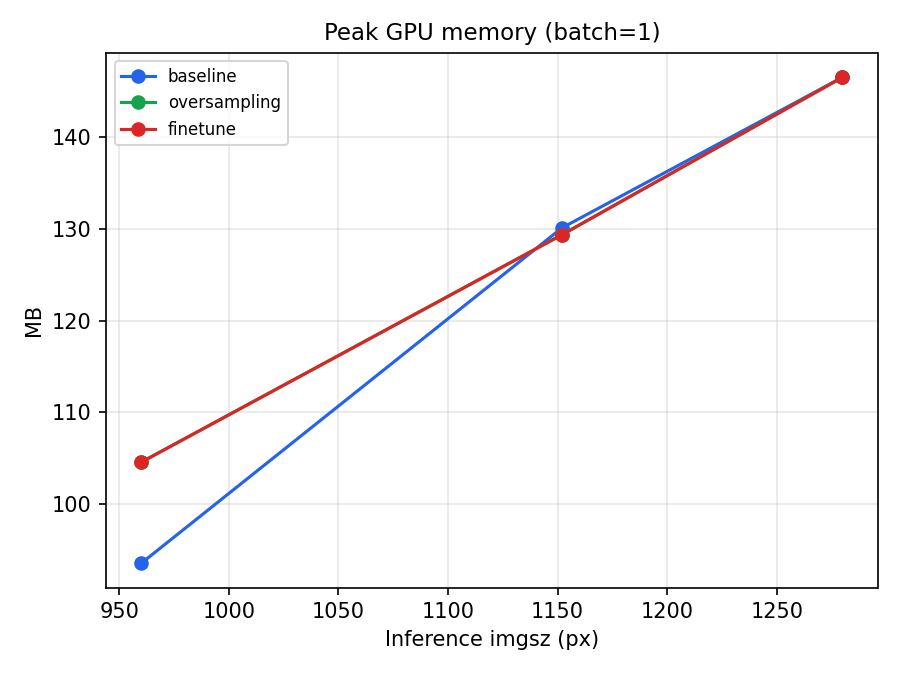 Peak GPU memory (batch=1)
baseline
oversampling
finetune
140
130
120
110
100
MB
950 1000 1050 1100 1150 1200 1250
Inference imgsz (px)